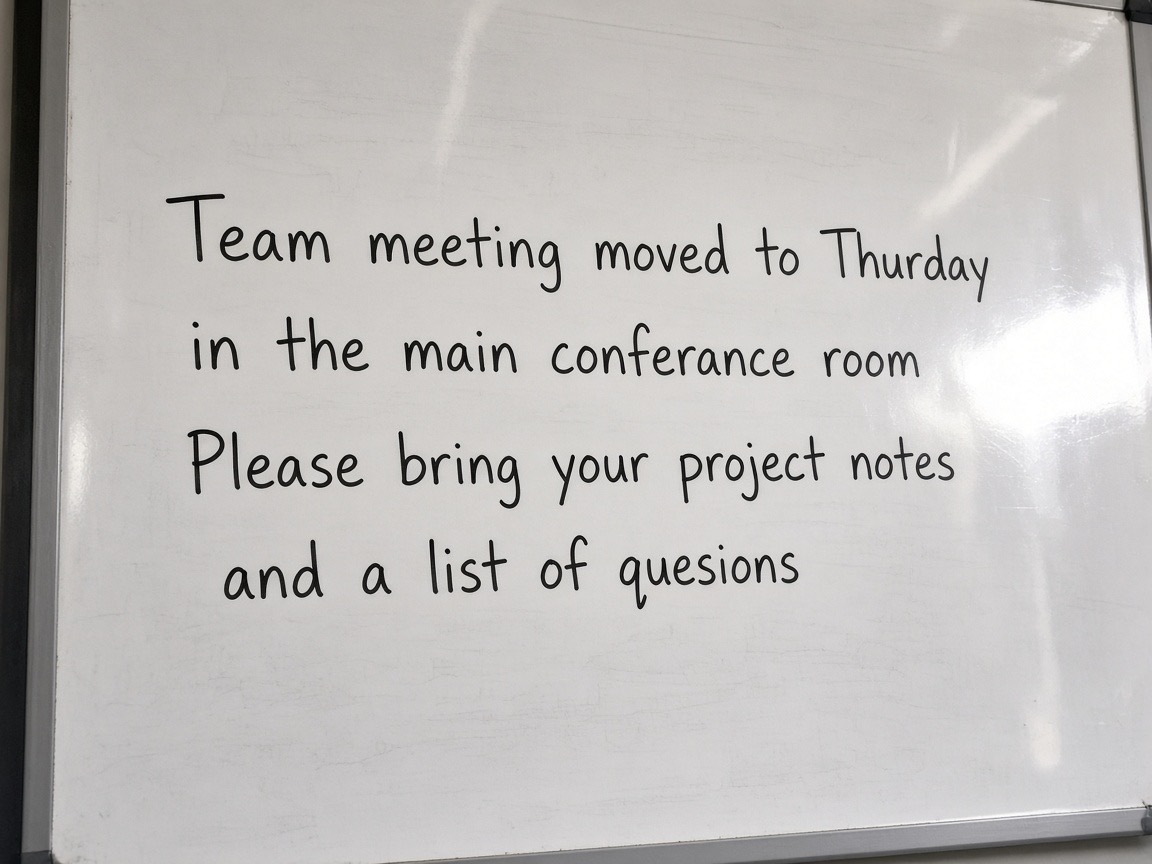 Team meeting moved to Thurday
in the main conferance room
Please bring your project notes
and a list of quesions